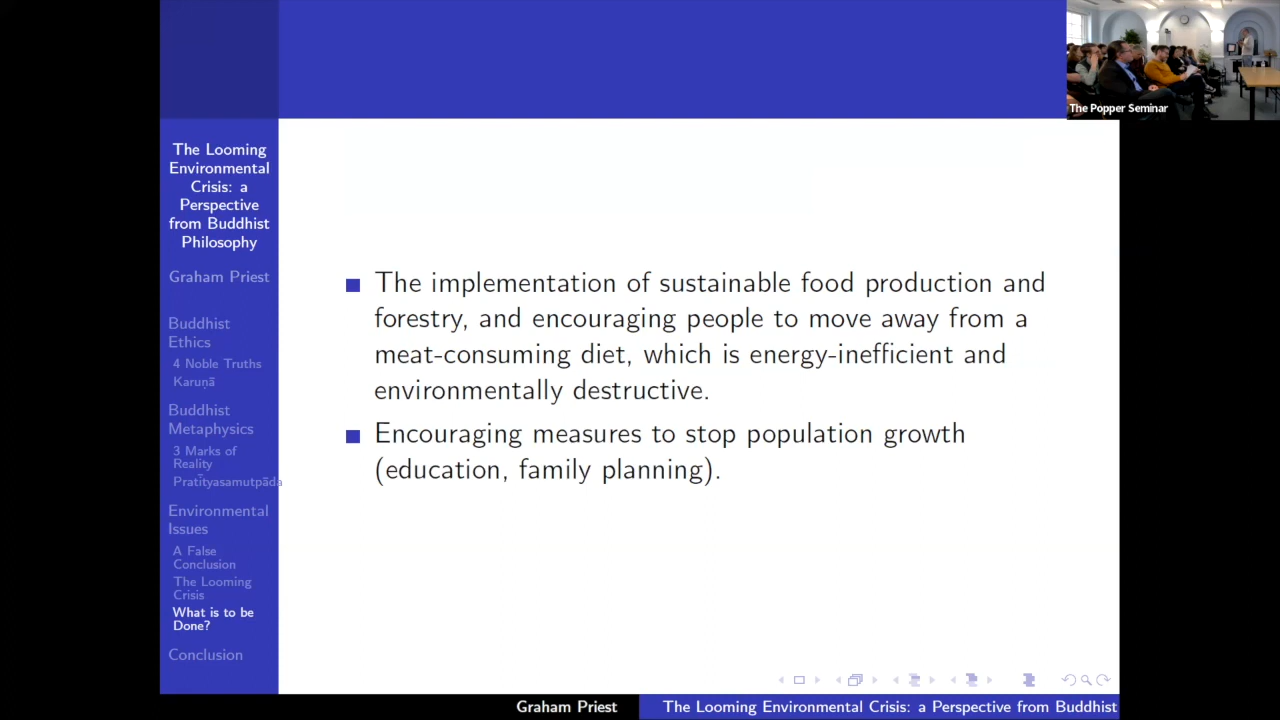 The Popper Seminar
The Looming
Environmental
Crisis: a
Perspective
from Buddhist
Philosophy
Graham Priest
Buddhist
Ethics
4 Noble Truths
Karuṇā
Buddhist
Metaphysics
3 Marks of
Reality
Pratītyasamutpāda
Environmental
Issues
A False
Conclusion
The Looming
Crisis
What is to be
Done?
Conclusion
The implementation of sustainable food production and
forestry, and encouraging people to move away from a
meat-consuming diet, which is energy-inefficient and
environmentally destructive.
Encouraging measures to stop population growth
(education, family planning).
Graham Priest
The Looming Environmental Crisis: a Perspective from Buddhist